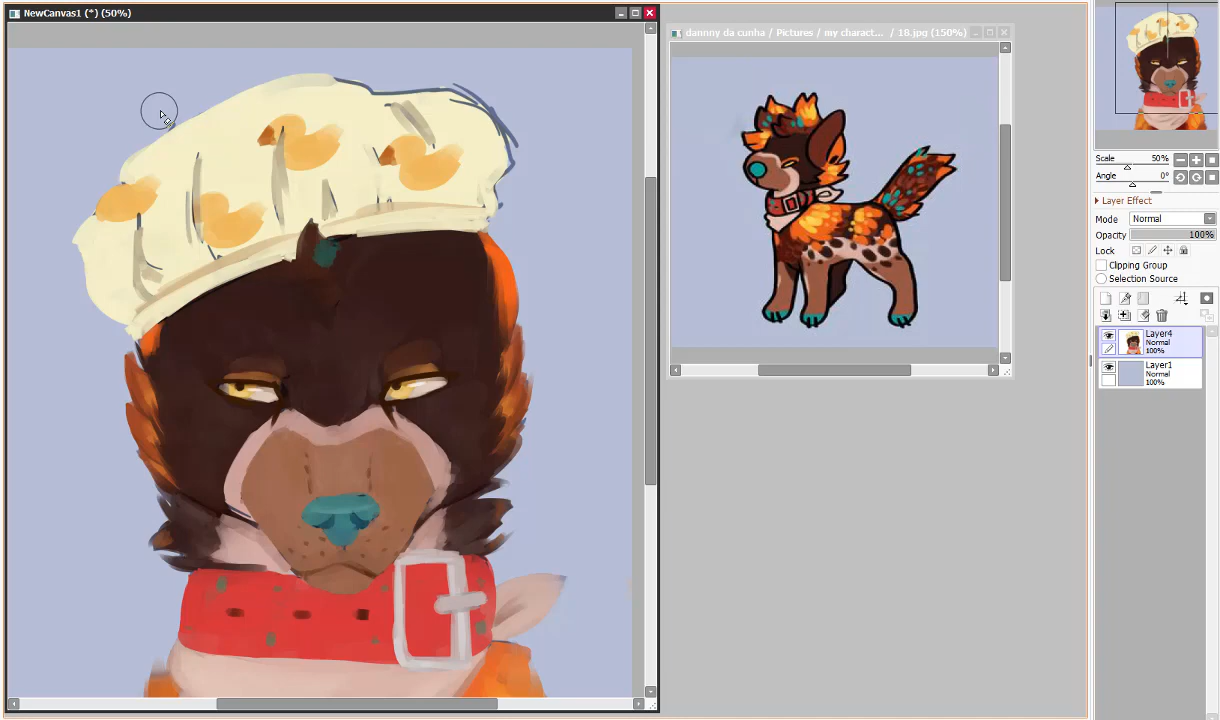 NewCanvas1 (*) (50%)
dannny da cunha / Pictures / my charact... / 18.jpg (150%)
Scale 50%
Angle 0°
Layer Effect
Mode Normal
Opacity 100%
Lock
Clipping Group
Selection Source
Layer4
Normal
100%
Layer1
Normal
100%